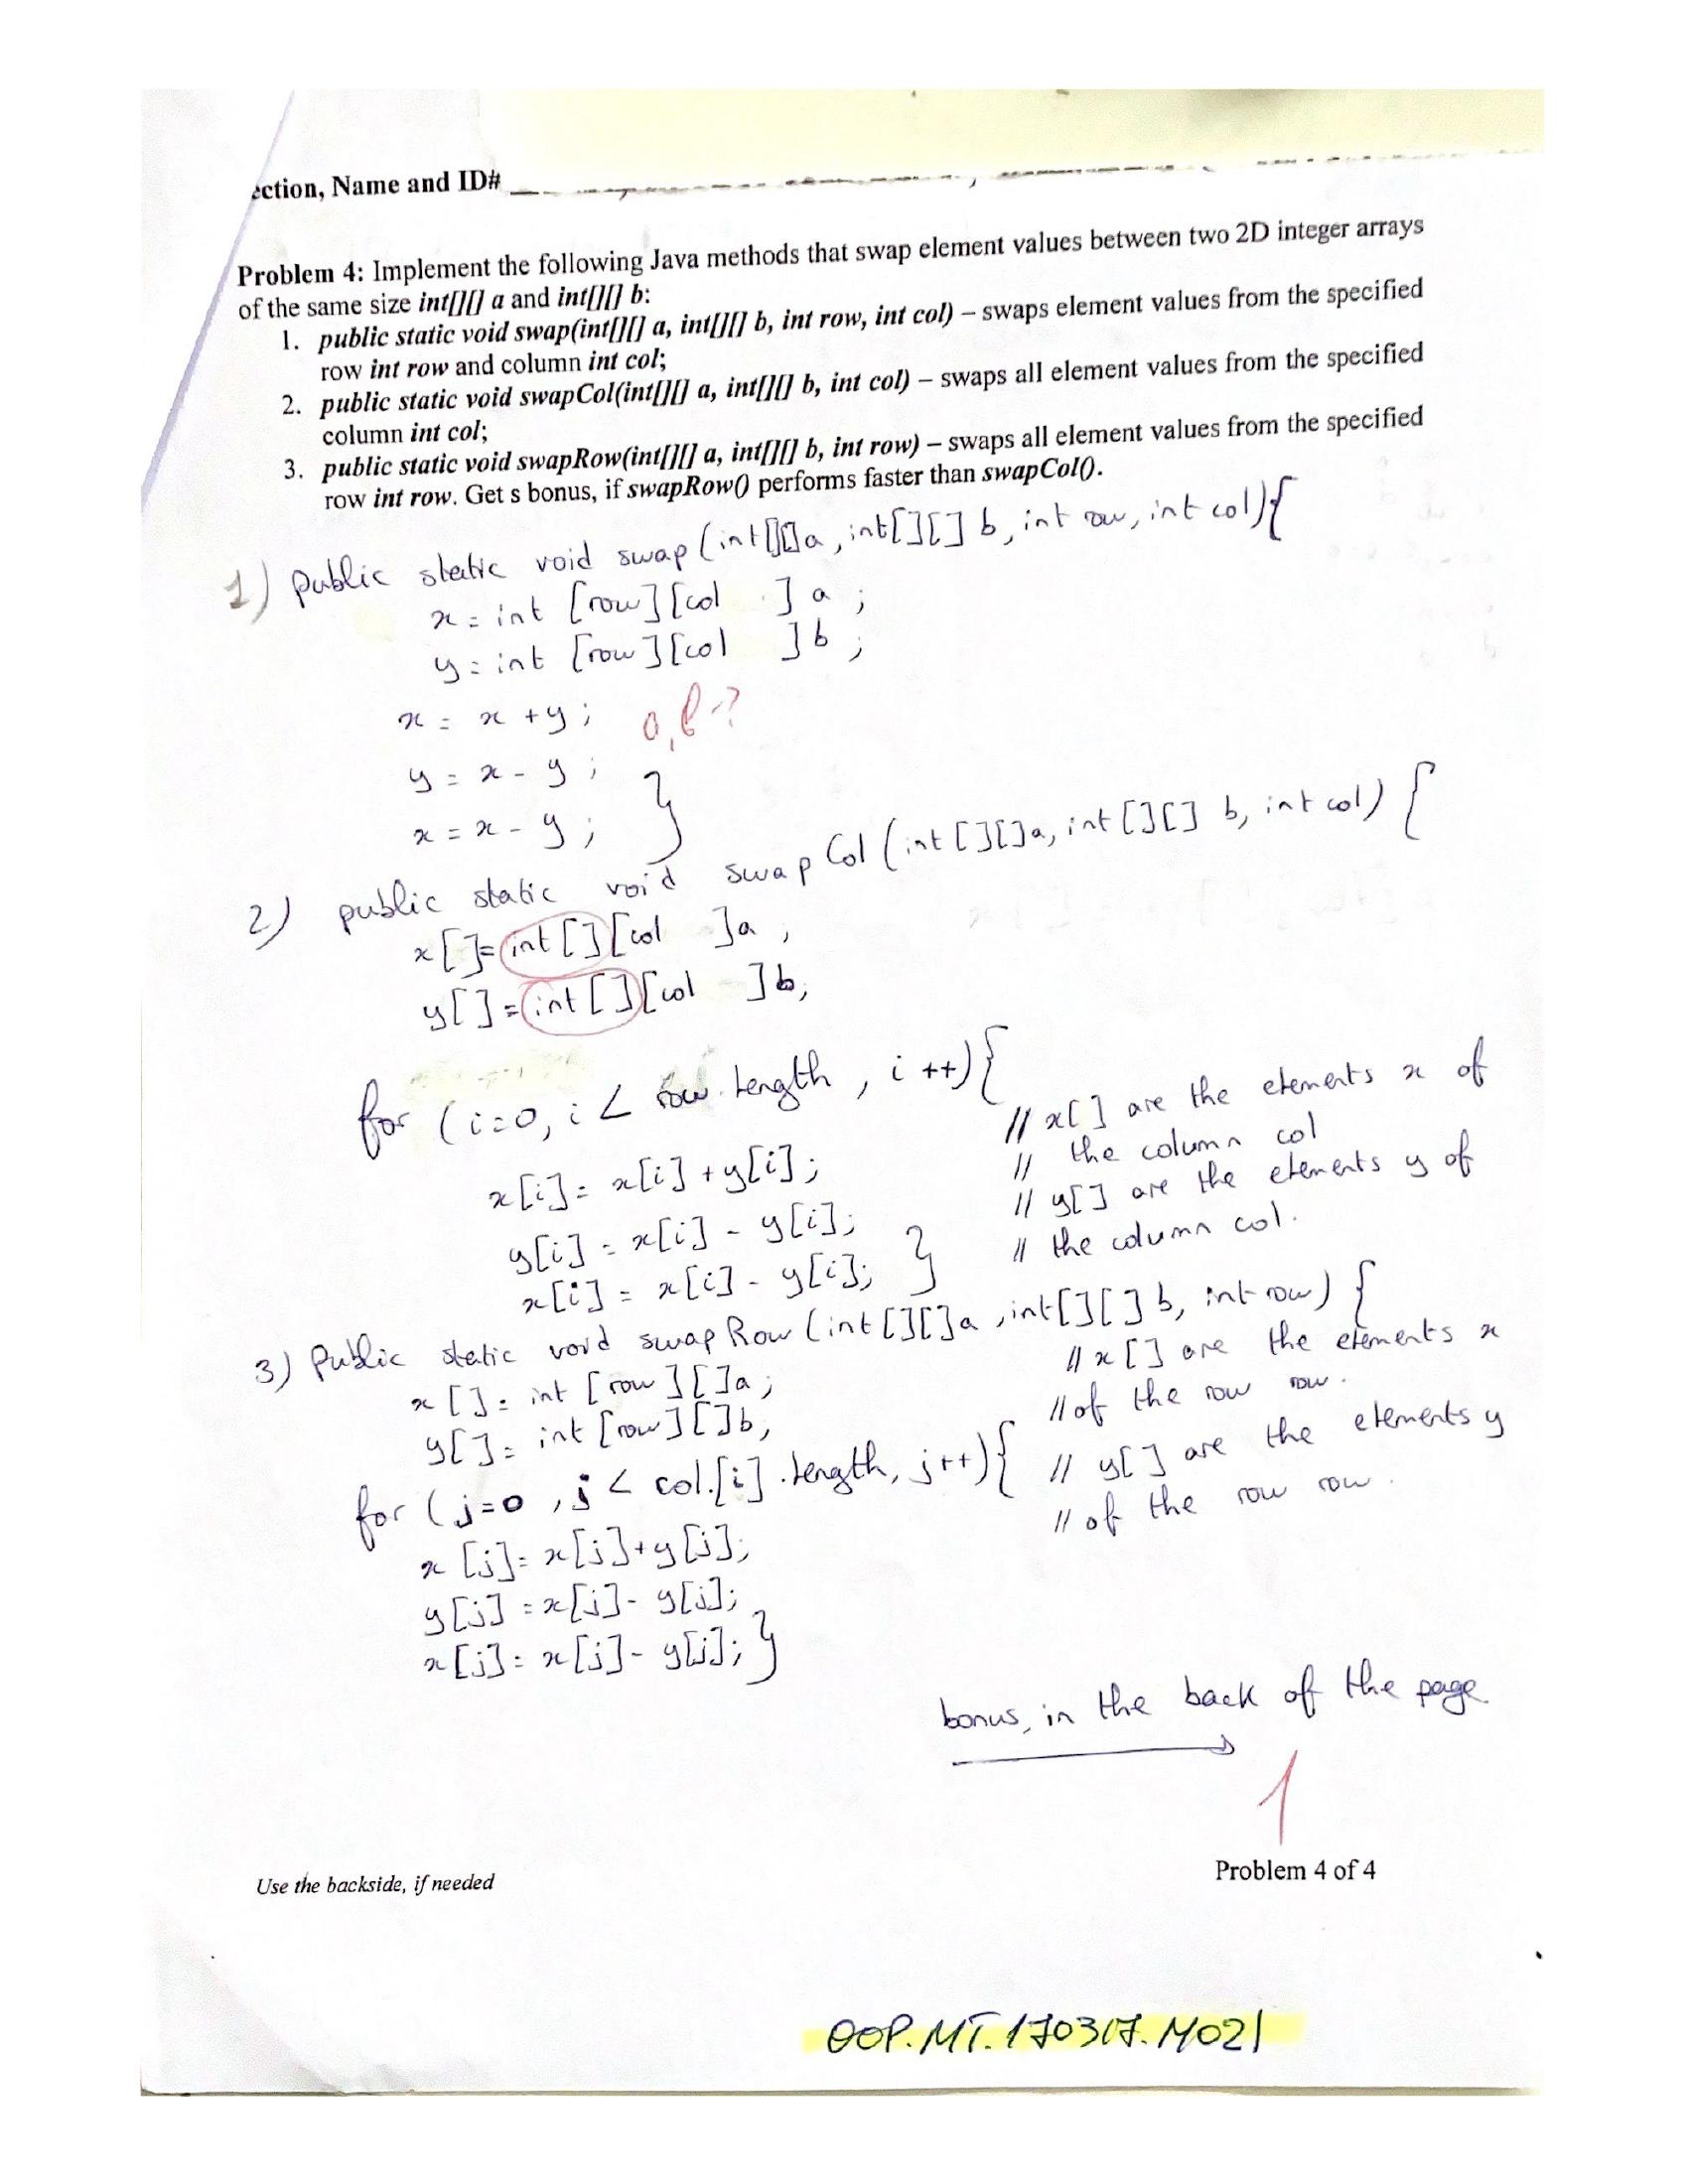 ection, Name and ID#
Problem 4: Implement the following Java methods that swap element values between two 2D integer arrays
of the same size int[][] a and int[][] b:
1. public static void swap(int[][] a, int[][] b, int row, int col) – swaps element values from the specified
row int row and column int col;
2. public static void swapCol(int[][] a, int[][] b, int col) – swaps all element values from the specified
column int col;
3. public static void swapRow(int[][] a, int[][] b, int row) – swaps all element values from the specified
row int row. Get s bonus, if swapRow() performs faster than swapCol().
1) public static void swap (int[][]a, int[][] b, int row, int col){
x = int [row][col ] a ;
y = int [row][col ] b ;
x = x + y ; a, b - ?
y = x - y ;
x = x - y ; }
2) public static void swap Col (int[][]a, int[][] b, int col) {
x[]= int [][col ]a ,
y[] = int [][col ]b,
for (i=0, i < row.length, i++){
// x[] are the elements x of
// the column col
x[i]= x[i] + y[i];
// y[] are the elements y of
y[i] = x[i] - y[i];
// the column col.
x[i] = x[i] - y[i]; }
3) Public static void swap Row (int[][]a, int[][] b, int row) {
// x[] are the elements x
x[]= int [row][]a;
// of the row row.
y[]= int [row][]b,
// y[] are the elements y
for (j=0 , j < col.[i].length, j++){
// of the row row.
x[j]= x[j]+y[j];
y[j] = x[j]- y[j];
x[j]= x[j]- y[j]; }
bonus, in the back of the page
1
Use the backside, if needed
Problem 4 of 4
OOP.MT.170317.M021